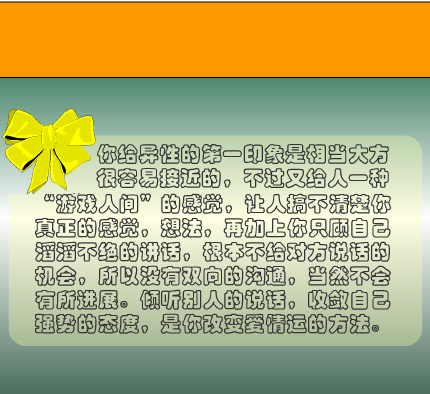 你给异性的第一印象是相当大方
很容易接近的，不过又给人一种
“游戏人间”的感觉，让人搞不清楚你
真正的感觉，想法，再加上你只顾自己
滔滔不绝的讲话，根本不给对方说话的
机会，所以没有双向的沟通，当然不会
有所进展。倾听别人的说话，收敛自己
强势的态度，是你改变爱情运的方法。